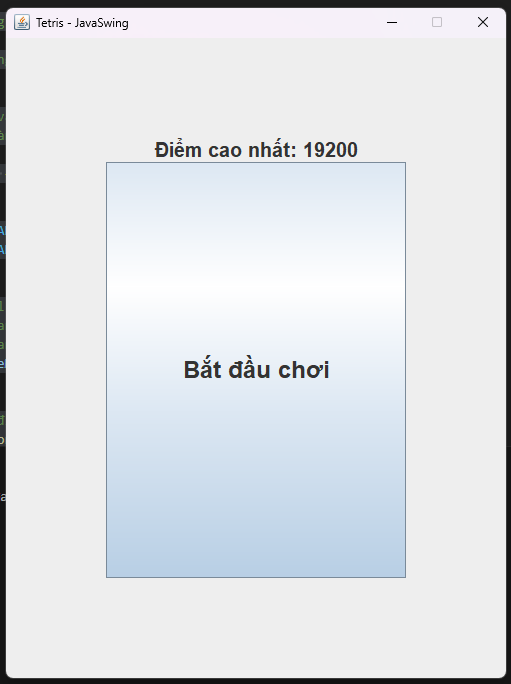 Tetris - JavaSwing
Điểm cao nhất: 19200
Bắt đầu chơi